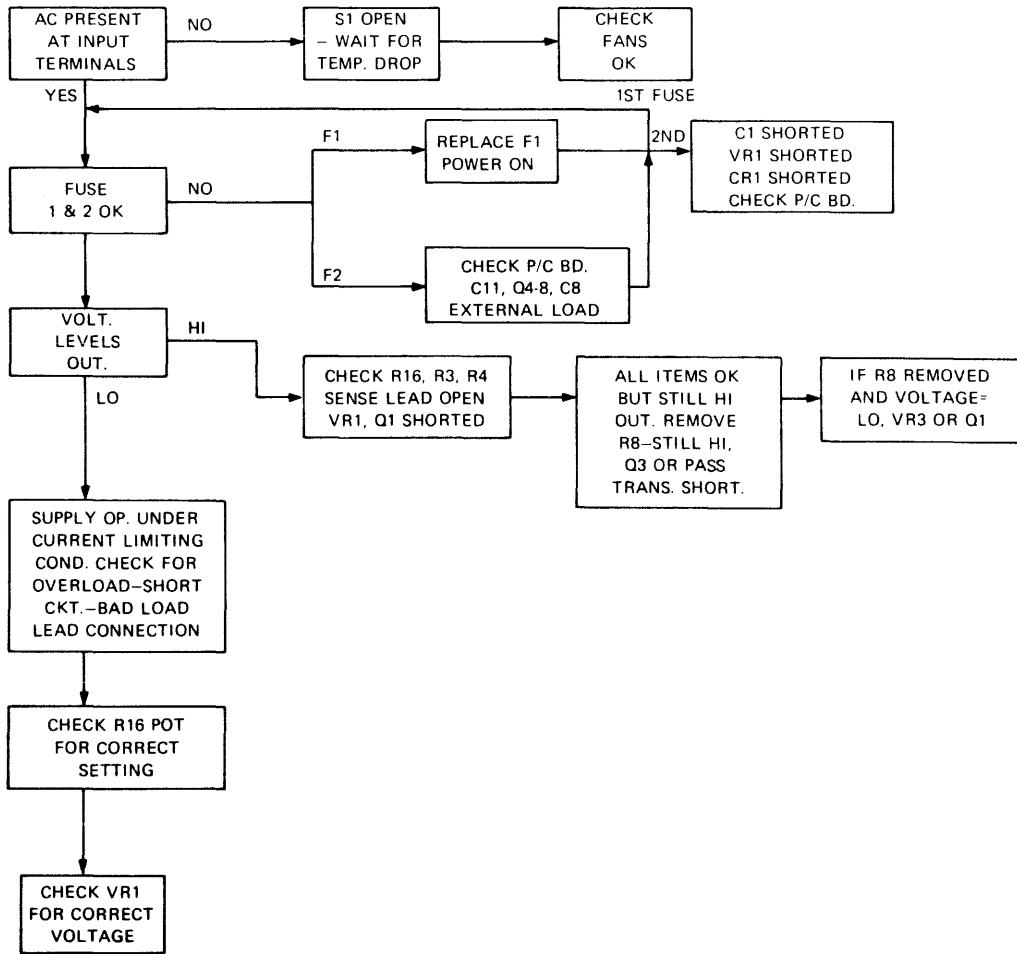 AC PRESENT
AT INPUT
TERMINALS
NO
S1 OPEN
– WAIT FOR
TEMP. DROP
CHECK
FANS
OK
YES
1ST FUSE
F1
REPLACE F1
POWER ON
2ND
C1 SHORTED
VR1 SHORTED
CR1 SHORTED
CHECK P/C BD.
FUSE
1 & 2 OK
NO
F2
CHECK P/C BD.
C11, Q4-8, C8
EXTERNAL LOAD
VOLT.
LEVELS
OUT.
HI
CHECK R16, R3, R4
SENSE LEAD OPEN
VR1, Q1 SHORTED
ALL ITEMS OK
BUT STILL HI
OUT. REMOVE
R8–STILL HI,
Q3 OR PASS
TRANS. SHORT.
IF R8 REMOVED
AND VOLTAGE=
LO, VR3 OR Q1
LO
SUPPLY OP. UNDER
CURRENT LIMITING
COND. CHECK FOR
OVERLOAD–SHORT
CKT.–BAD LOAD
LEAD CONNECTION
CHECK R16 POT
FOR CORRECT
SETTING
CHECK VR1
FOR CORRECT
VOLTAGE